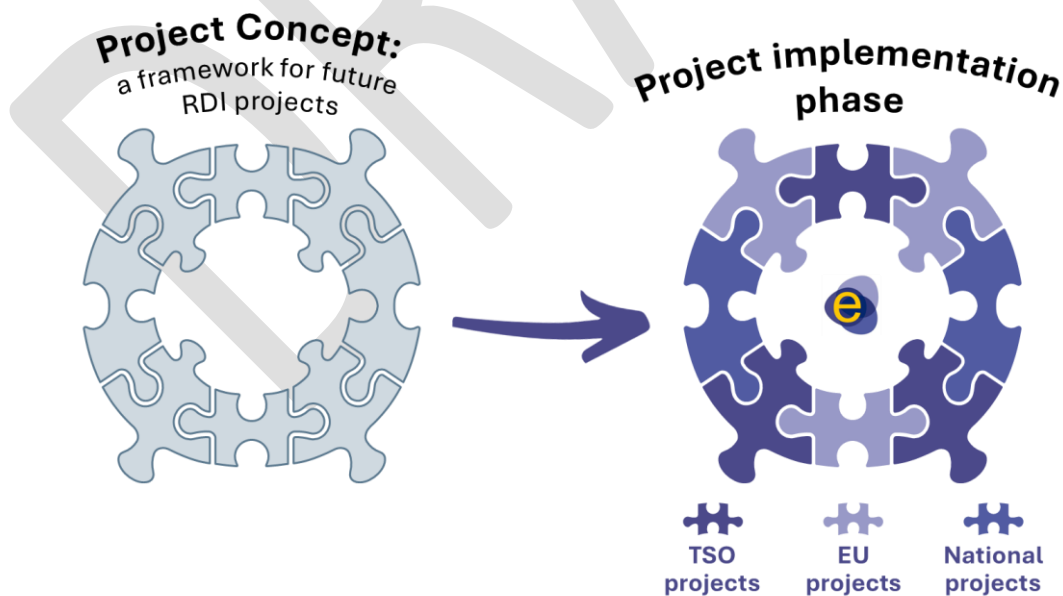 Project Concept:
a framework for future
RDI projects
Project implementation
phase
e
TSO
projects
EU
projects
National
projects